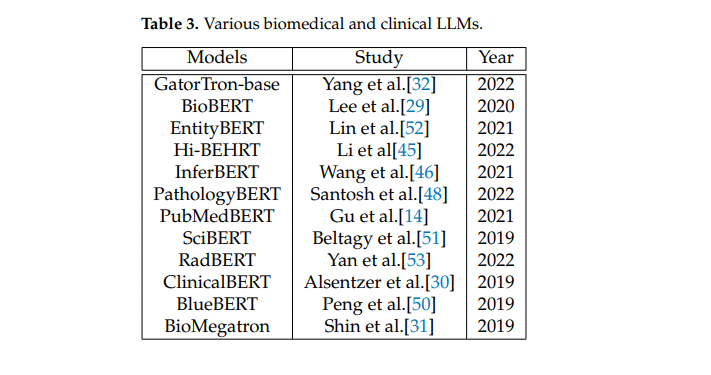 Table 3. Various biomedical and clinical LLMs.
Models Study Year
GatorTron-base Yang et al.[32] 2022
BioBERT Lee et al.[29] 2020
EntityBERT Lin et al.[52] 2021
Hi-BEHRT Li et al[45] 2022
InferBERT Wang et al.[46] 2021
PathologyBERT Santosh et al.[48] 2022
PubMedBERT Gu et al.[14] 2021
SciBERT Beltagy et al.[51] 2019
RadBERT Yan et al.[53] 2022
ClinicalBERT Alsentzer et al.[30] 2019
BlueBERT Peng et al.[50] 2019
BioMegatron Shin et al.[31] 2019